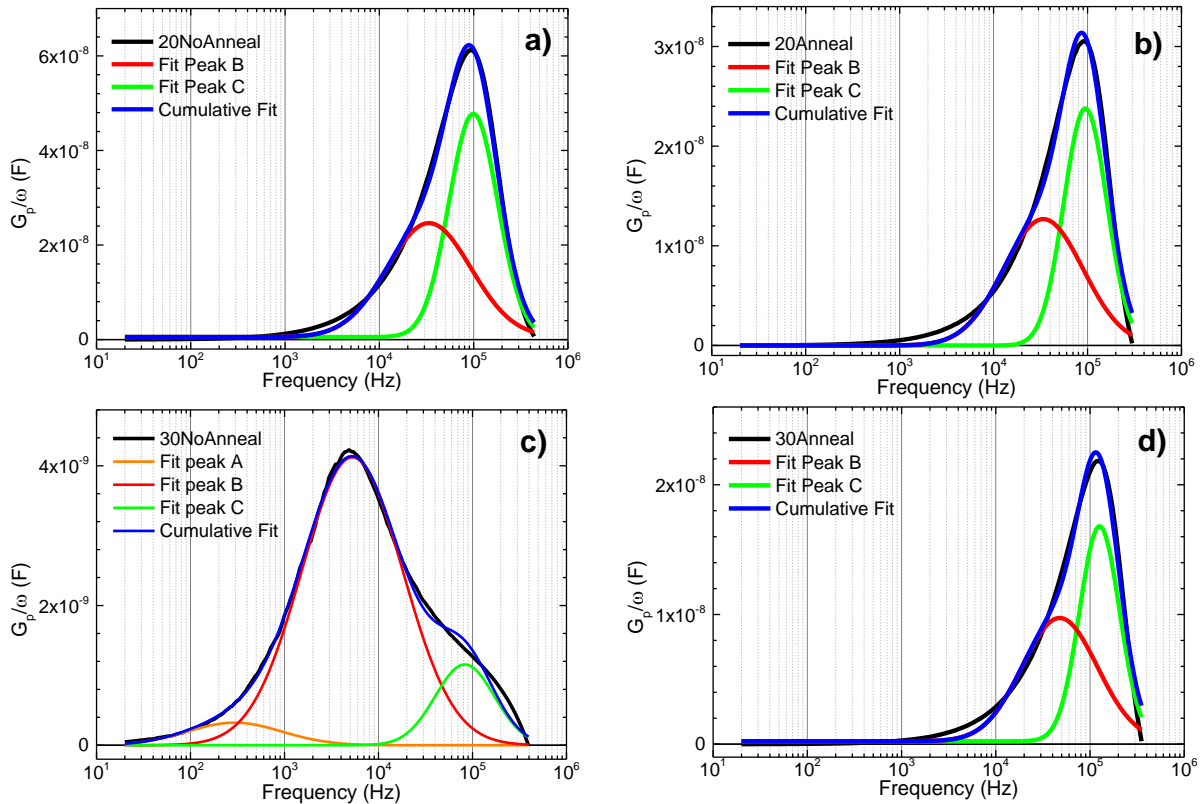 a)
20NoAnneal
Fit Peak B
Fit Peak C
Cumulative Fit
6x10⁻⁸
4x10⁻⁸
2x10⁻⁸
0
Gₚ/ω (F)
10¹ 10² 10³ 10⁴ 10⁵ 10⁶
Frequency (Hz)
b)
20Anneal
Fit Peak B
Fit Peak C
Cumulative Fit
3x10⁻⁸
2x10⁻⁸
1x10⁻⁸
0
Gₚ/ω (F)
10¹ 10² 10³ 10⁴ 10⁵ 10⁶
Frequency (Hz)
c)
30NoAnneal
Fit peak A
Fit peak B
Fit peak C
Cumulative Fit
4x10⁻⁹
2x10⁻⁹
0
Gₚ/ω (F)
10¹ 10² 10³ 10⁴ 10⁵ 10⁶
Frequency (Hz)
d)
30Anneal
Fit Peak B
Fit Peak C
Cumulative Fit
2x10⁻⁸
1x10⁻⁸
0
Gₚ/ω (F)
10¹ 10² 10³ 10⁴ 10⁵ 10⁶
Frequency (Hz)